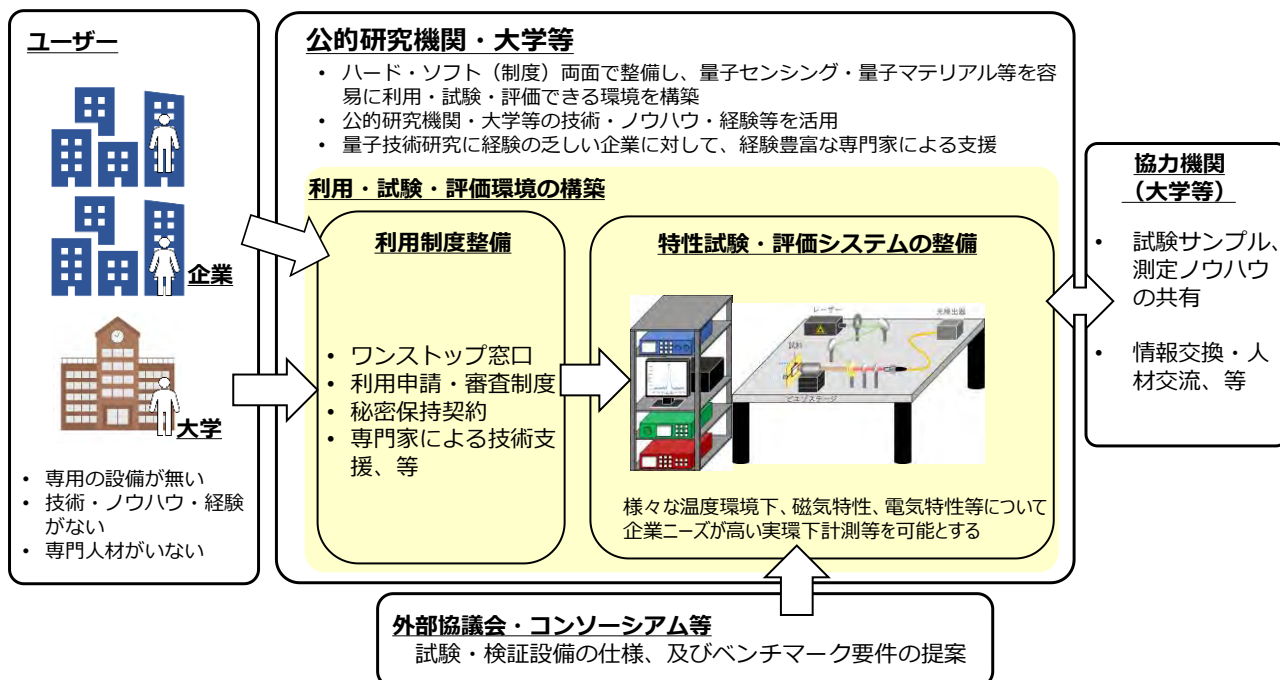 ユーザー
企業
大学
• 専用の設備が無い
• 技術・ノウハウ・経験
がない
• 専門人材がいない
公的研究機関・大学等
• ハード・ソフト（制度）両面で整備し、量子センシング・量子マテリアル等を容
易に利用・試験・評価できる環境を構築
• 公的研究機関・大学等の技術・ノウハウ・経験等を活用
• 量子技術研究に経験の乏しい企業に対して、経験豊富な専門家による支援
利用・試験・評価環境の構築
利用制度整備
• ワンストップ窓口
• 利用申請・審査制度
• 秘密保持契約
• 専門家による技術支
援、等
特性試験・評価システムの整備
レーザー
光検出器
試料
ピエゾステージ
様々な温度環境下、磁気特性、電気特性等について
企業ニーズが高い実環下計測等を可能とする
協力機関
（大学等）
• 試験サンプル、
測定ノウハウ
の共有
• 情報交換・人
材交流、等
外部協議会・コンソーシアム等
試験・検証設備の仕様、及びベンチマーク要件の提案